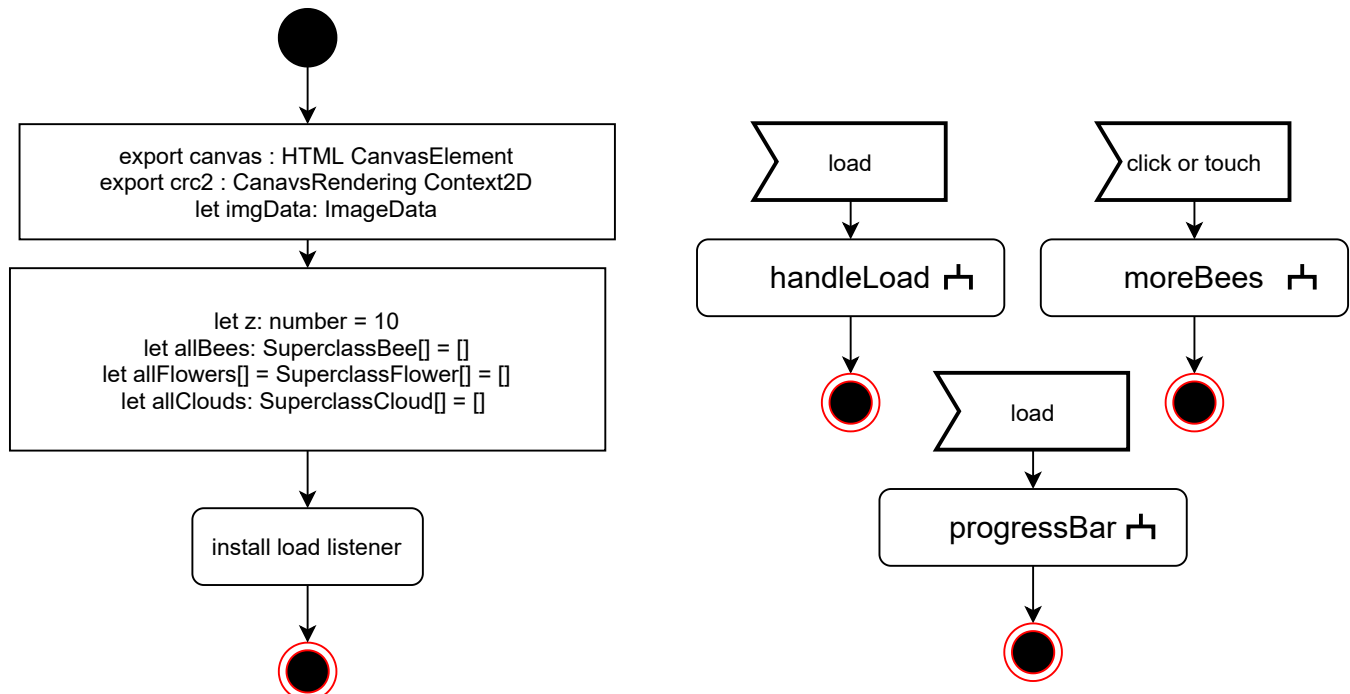 export canvas : HTML CanvasElement
export crc2 : CanavsRendering Context2D
let imgData: ImageData
let z: number = 10
let allBees: SuperclassBee[] = []
let allFlowers[] = SuperclassFlower[] = []
let allClouds: SuperclassCloud[] = []
install load listener
load
handleLoad
click or touch
moreBees
load
progressBar